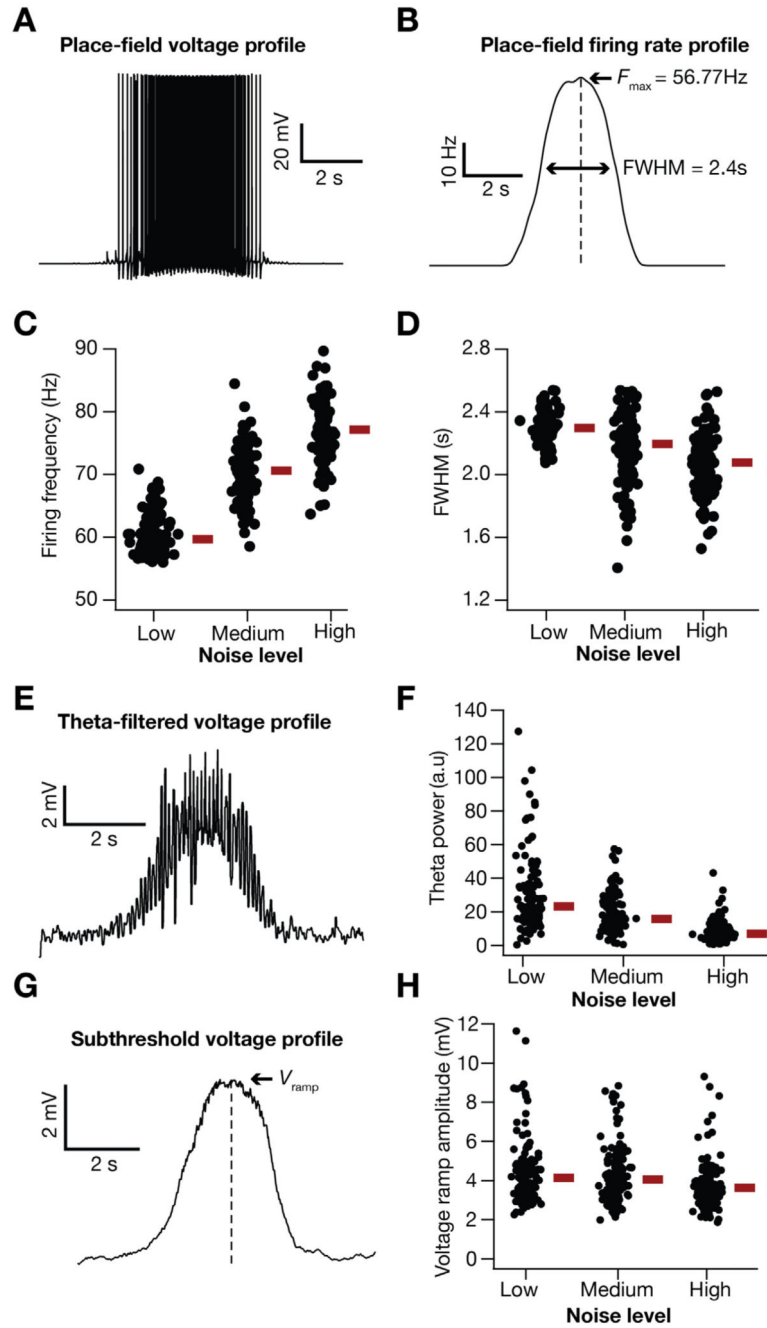 A
Place-field voltage profile
20 mV
2 s
B
Place-field firing rate profile
Fmax = 56.77Hz
FWHM = 2.4s
10 Hz
2 s
C
Firing frequency (Hz)
90
80
70
60
50
Low Medium High
Noise level
D
FWHM (s)
2.8
2.4
2.0
1.6
1.2
Low Medium High
Noise level
E
Theta-filtered voltage profile
2 mV
2 s
F
Theta power (a.u)
140
120
100
80
60
40
20
0
Low Medium High
Noise level
G
Subthreshold voltage profile
Vramp
2 mV
2 s
H
Voltage ramp amplitude (mV)
12
10
8
6
4
2
0
Low Medium High
Noise level